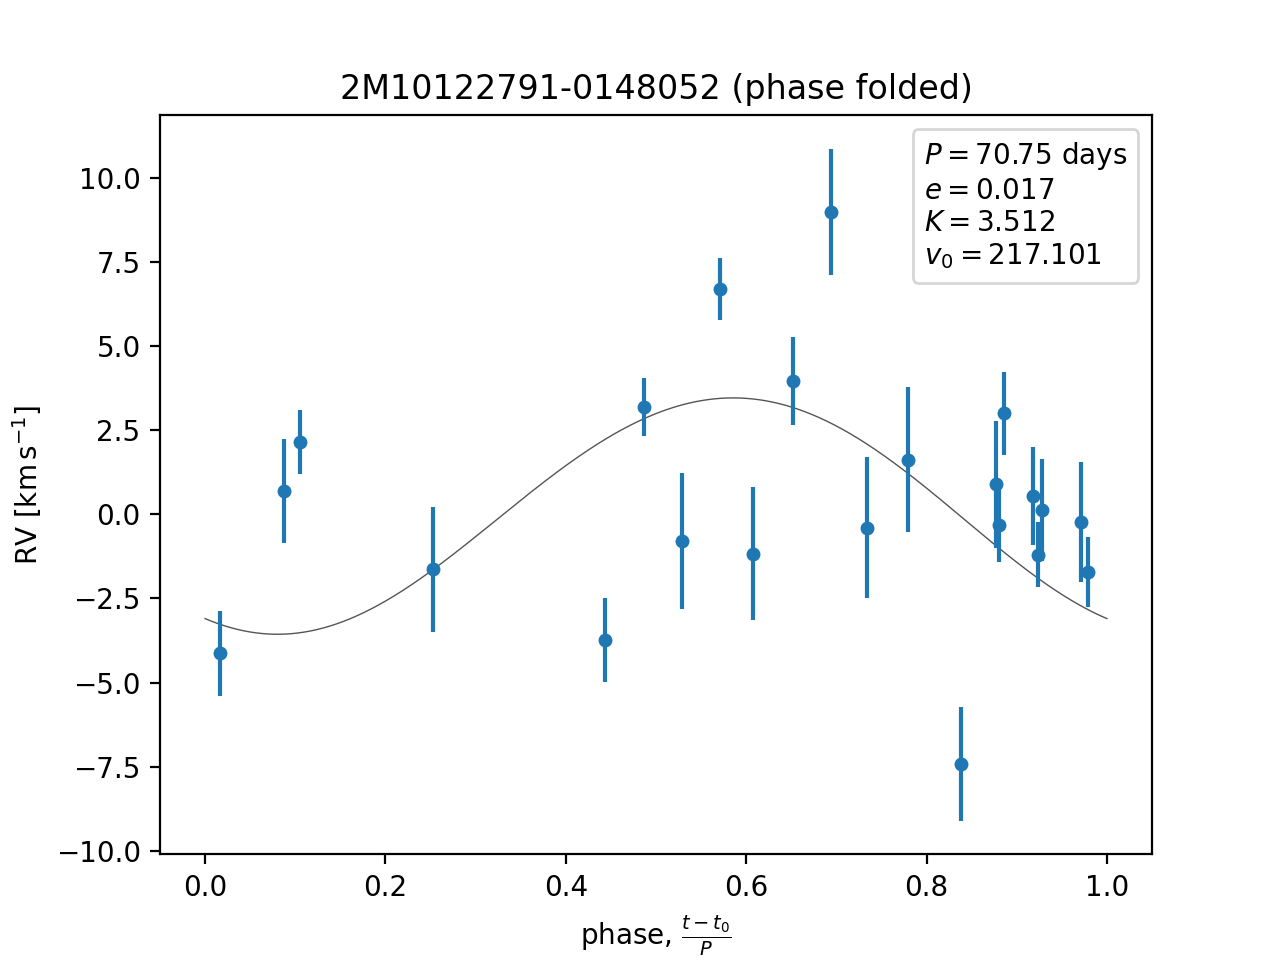 2M10122791-0148052 (phase folded)
P = 70.75 days
e = 0.017
K = 3.512
v₀ = 217.101
RV [km s⁻¹]
10.0
7.5
5.0
2.5
0.0
−2.5
−5.0
−7.5
−10.0
0.0 0.2 0.4 0.6 0.8 1.0
phase, (t − t₀)/P